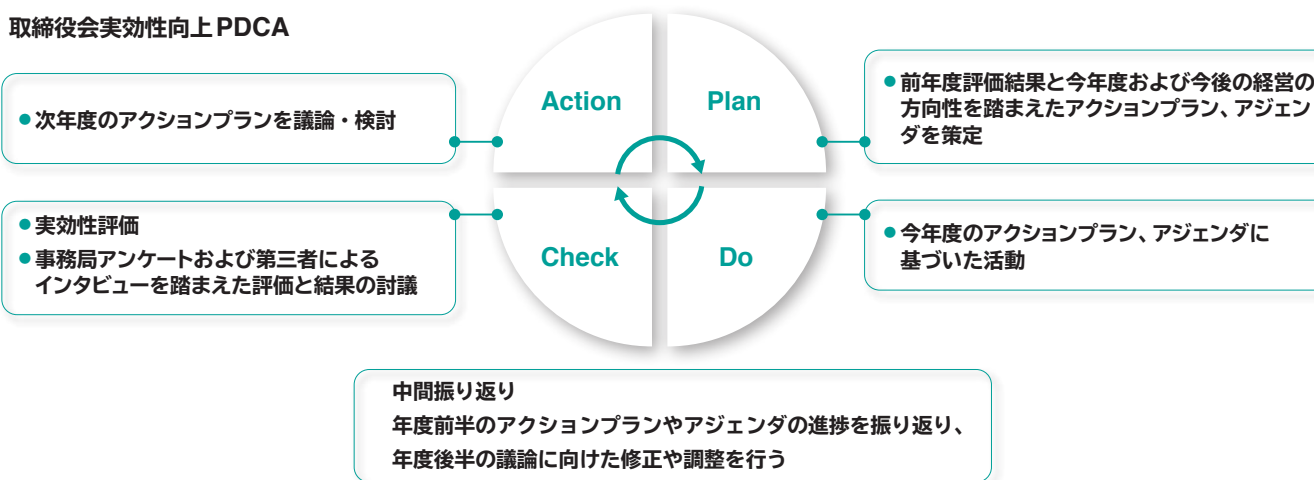 取締役会実効性向上PDCA
Action
Plan
●次年度のアクションプランを議論・検討
●前年度評価結果と今年度および今後の経営の
方向性を踏まえたアクションプラン、アジェン
ダを策定
●実効性評価
●事務局アンケートおよび第三者による
インタビューを踏まえた評価と結果の討議
Check
Do
●今年度のアクションプラン、アジェンダに
基づいた活動
中間振り返り
年度前半のアクションプランやアジェンダの進捗を振り返り、
年度後半の議論に向けた修正や調整を行う